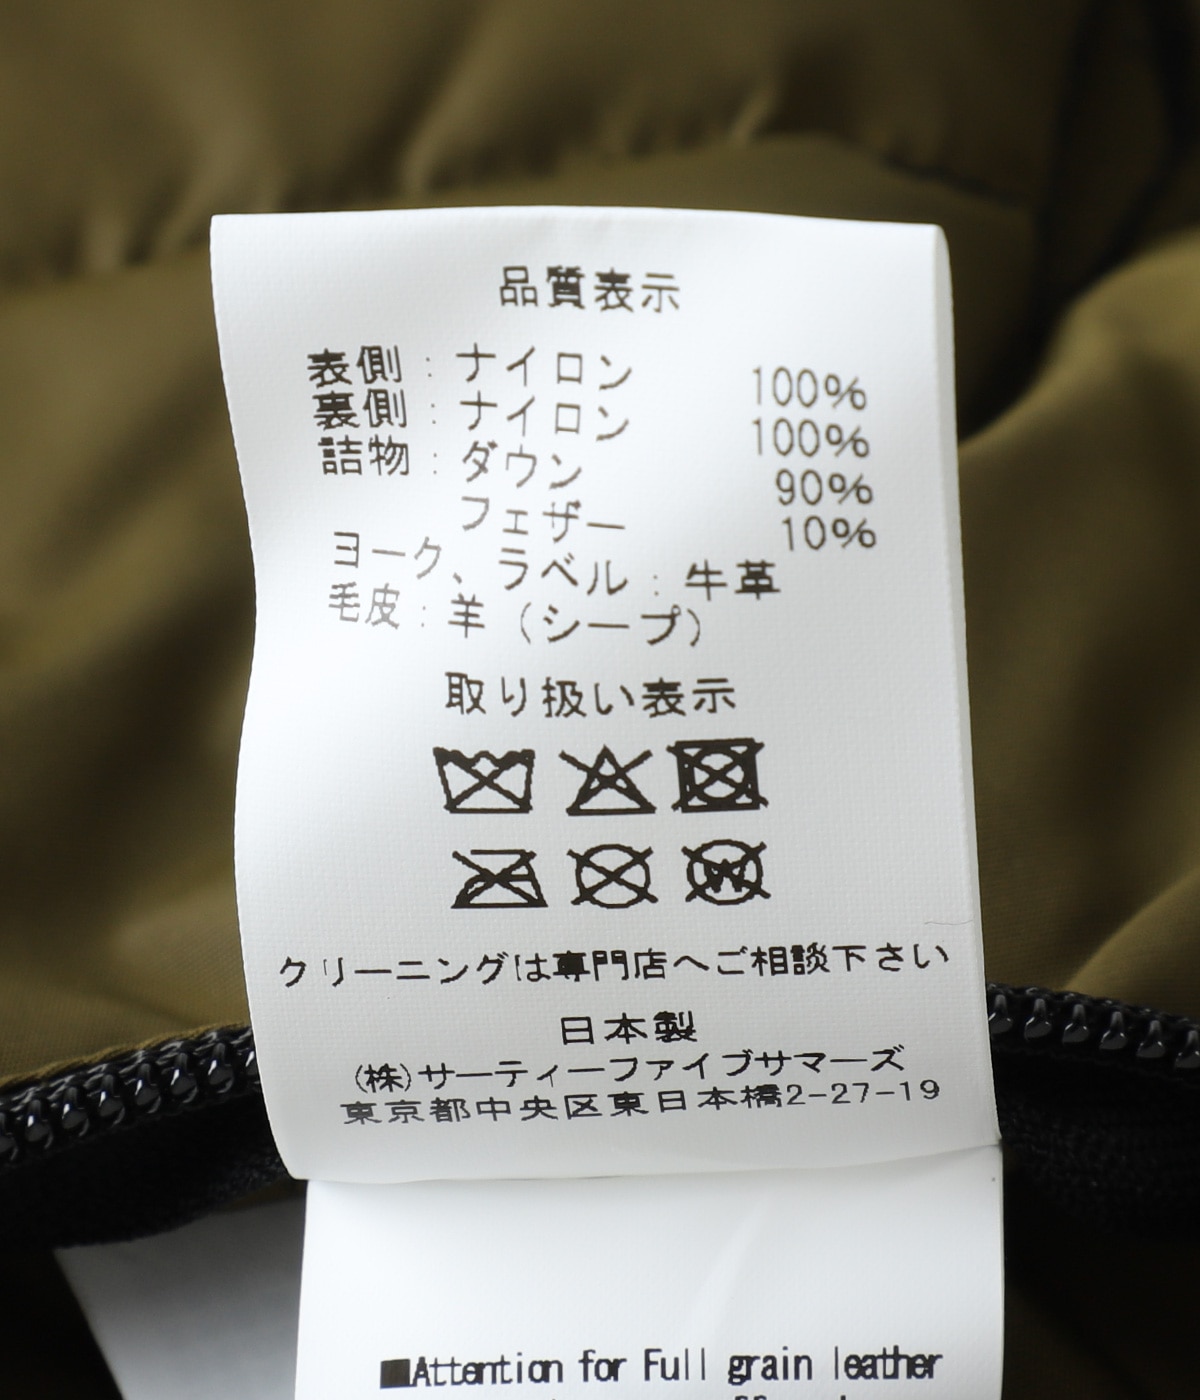 品質表示
表側：ナイロン 100%
裏側：ナイロン 100%
詰物：ダウン 90%
フェザー 10%
ヨーク、ラベル：牛革
毛皮：羊（シープ）
取り扱い表示
W
クリーニングは専門店へご相談下さい
日本製
(株)サーティーファイブサマーズ
東京都中央区東日本橋2-27-19
■Attention for Full grain leather